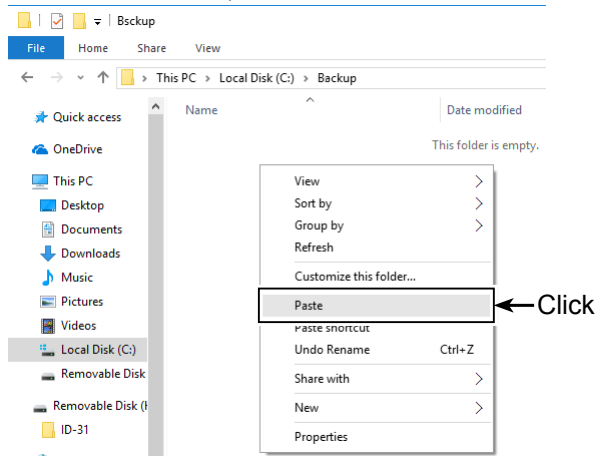 Bsckup
File Home Share View
This PC > Local Disk (C:) > Backup
Name Date modified
Quick access
This folder is empty.
OneDrive
This PC
Desktop
Documents
Downloads
Music
Pictures
Videos
Local Disk (C:)
Removable Disk
Removable Disk (
ID-31
View
Sort by
Group by
Refresh
Customize this folder...
Paste
Paste shortcut
Undo Rename Ctrl+Z
Share with
New
Properties
Click